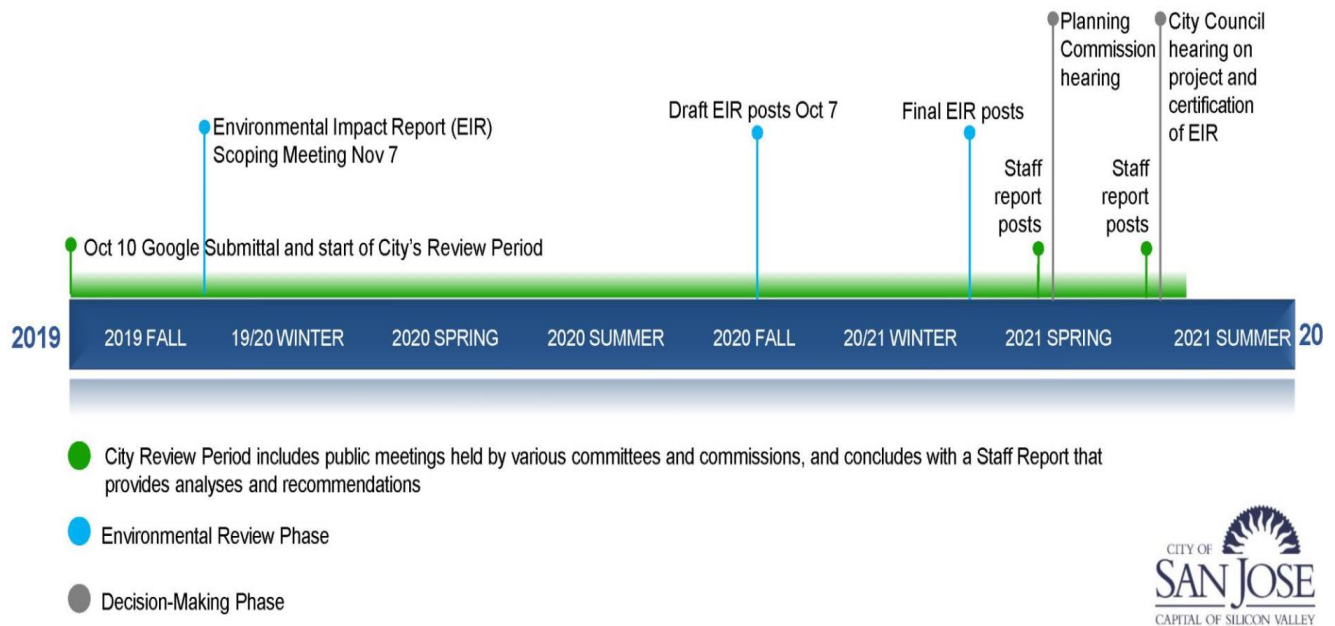 Planning
Commission
hearing
City Council
hearing on
project and
certification
of EIR
Environmental Impact Report (EIR)
Scoping Meeting Nov 7
Draft EIR posts Oct 7
Final EIR posts
Staff
report
posts
Staff
report
posts
Oct 10 Google Submittal and start of City's Review Period
2019
2019 FALL
19/20 WINTER
2020 SPRING
2020 SUMMER
2020 FALL
20/21 WINTER
2021 SPRING
2021 SUMMER
20
City Review Period includes public meetings held by various committees and commissions, and concludes with a Staff Report that
provides analyses and recommendations
Environmental Review Phase
Decision-Making Phase
CITY OF
SAN JOSE
CAPITAL OF SILICON VALLEY